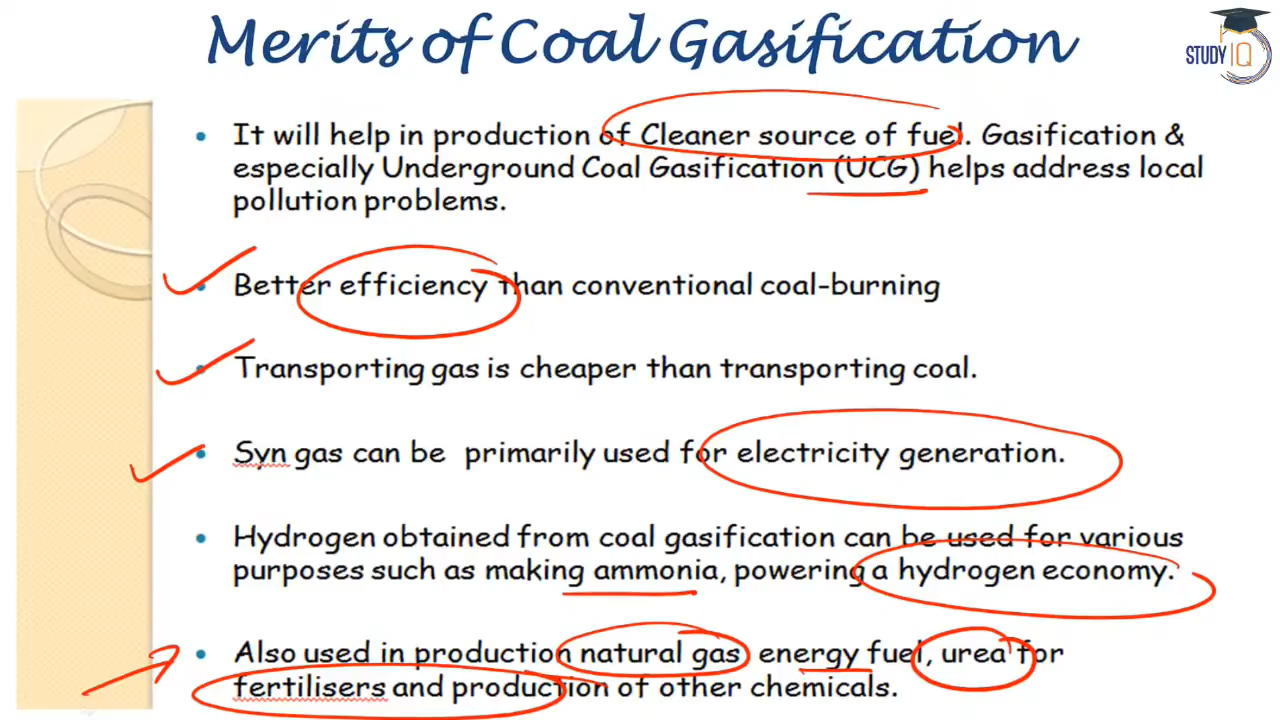 Merits of Coal Gasification
STUDY IQ
It will help in production of Cleaner source of fuel. Gasification &
especially Underground Coal Gasification (UCG) helps address local
pollution problems.
Better efficiency than conventional coal-burning
Transporting gas is cheaper than transporting coal.
Syn gas can be primarily used for electricity generation.
Hydrogen obtained from coal gasification can be used for various
purposes such as making ammonia, powering a hydrogen economy.
Also used in production natural gas energy fuel, urea for
fertilisers and production of other chemicals.